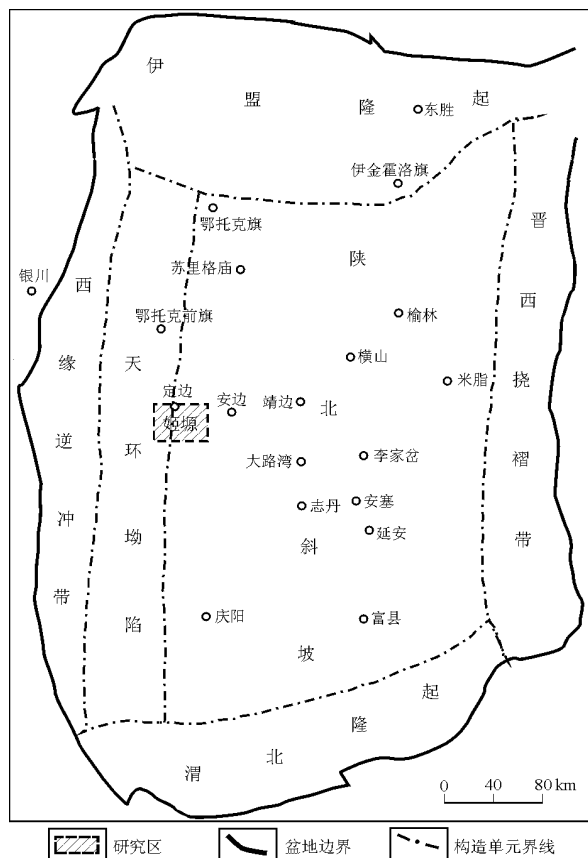 伊盟隆起
东胜
伊金霍洛旗
鄂托克旗
苏里格庙
银川
鄂托克前旗
榆林
横山
米脂
定边
安边
靖边
姬塬
大路湾
李家岔
志丹
安塞
延安
庆阳
富县
西缘逆冲带
天环坳陷
陕北斜坡
晋西挠褶带
渭北隆起
0 40 80 km
研究区 盆地边界 构造单元界线